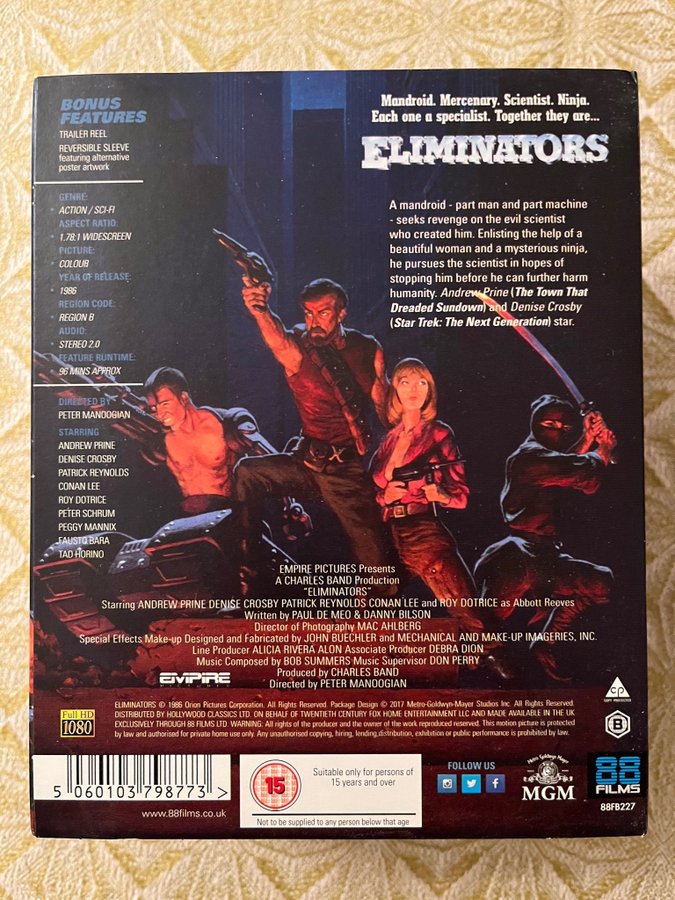 BONUS
FEATURES
TRAILER REEL
REVERSIBLE SLEEVE
featuring alternative
poster artwork
GENRE:
ACTION / SCI-FI
ASPECT RATIO:
1.78:1 WIDESCREEN
PICTURE:
COLOUR
YEAR OF RELEASE:
1986
REGION CODE:
REGION B
AUDIO:
STEREO 2.0
FEATURE RUNTIME:
96 MINS APPROX
DIRECTED BY
PETER MANOOGIAN
STARRING
ANDREW PRINE
DENISE CROSBY
PATRICK REYNOLDS
CONAN LEE
ROY DOTRICE
PETER SCHRUM
PEGGY MANNIX
FAUSTO BARA
TAD HORINO
Mandroid. Mercenary. Scientist. Ninja.
Each one a specialist. Together they are...
ELIMINATORS
A mandroid - part man and part machine
- seeks revenge on the evil scientist
who created him. Enlisting the help of a
beautiful woman and a mysterious ninja,
he pursues the scientist in hopes of
stopping him before he can further harm
humanity. Andrew Prine (The Town That
Dreaded Sundown) and Denise Crosby
(Star Trek: The Next Generation) star.
EMPIRE PICTURES Presents
A CHARLES BAND Production
"ELIMINATORS"
Starring ANDREW PRINE DENISE CROSBY PATRICK REYNOLDS CONAN LEE and ROY DOTRICE as Abbott Reeves
Written by PAUL DE MEO & DANNY BILSON
Director of Photography MAC AHLBERG
Special Effects Make-up Designed and Fabricated by JOHN BUECHLER and MECHANICAL AND MAKE-UP IMAGERIES, INC.
Line Producer ALICIA RIVERA ALON Associate Producer DEBRA DION
Music Composed by BOB SUMMERS Music Supervisor DON PERRY
Produced by CHARLES BAND
Directed by PETER MANOOGIAN
EMPIRE
CP
B
Full HD
1080
ELIMINATORS © 1986 Orion Pictures Corporation. All Rights Reserved. Package Design © 2017 Metro-Goldwyn-Mayer Studios Inc. All Rights Reserved.
DISTRIBUTED BY HOLLYWOOD CLASSICS LTD. ON BEHALF OF TWENTIETH CENTURY FOX HOME ENTERTAINMENT LLC AND MADE AVAILABLE IN THE UK
EXCLUSIVELY THROUGH 88 FILMS LTD. WARNING: All rights of the producer and the owner of the work reproduced reserved. This motion picture is protected
by law and authorised for private home use only. Any unauthorised copying, hiring, lending,distribution, exhibition or public performance is prohibited by law.
5 060103 798773 >
www.88films.co.uk
15
Suitable only for persons of
15 years and over
Not to be supplied to any person below that age
FOLLOW US
Metro Goldwyn Mayer
MGM
88
FILMS
88FB227